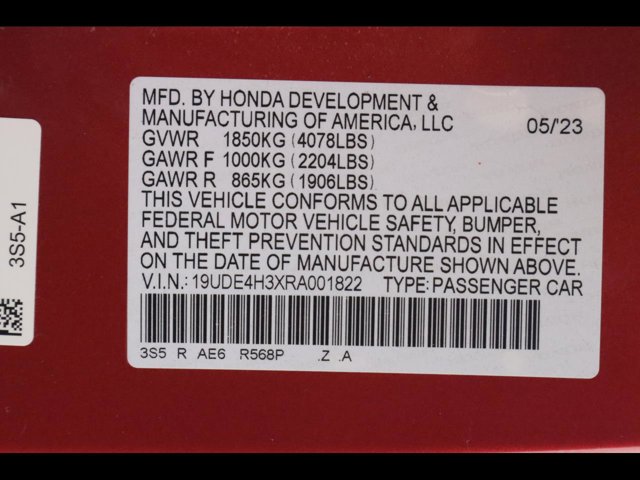 MFD. BY HONDA DEVELOPMENT &
MANUFACTURING OF AMERICA, LLC 05/'23
GVWR 1850KG (4078LBS)
GAWR F 1000KG (2204LBS)
GAWR R 865KG (1906LBS)
THIS VEHICLE CONFORMS TO ALL APPLICABLE
FEDERAL MOTOR VEHICLE SAFETY, BUMPER,
AND THEFT PREVENTION STANDARDS IN EFFECT
ON THE DATE OF MANUFACTURE SHOWN ABOVE.
V.I.N.: 19UDE4H3XRA001822 TYPE: PASSENGER CAR
3S5 R AE6 R568P .Z .A
3S5-A1